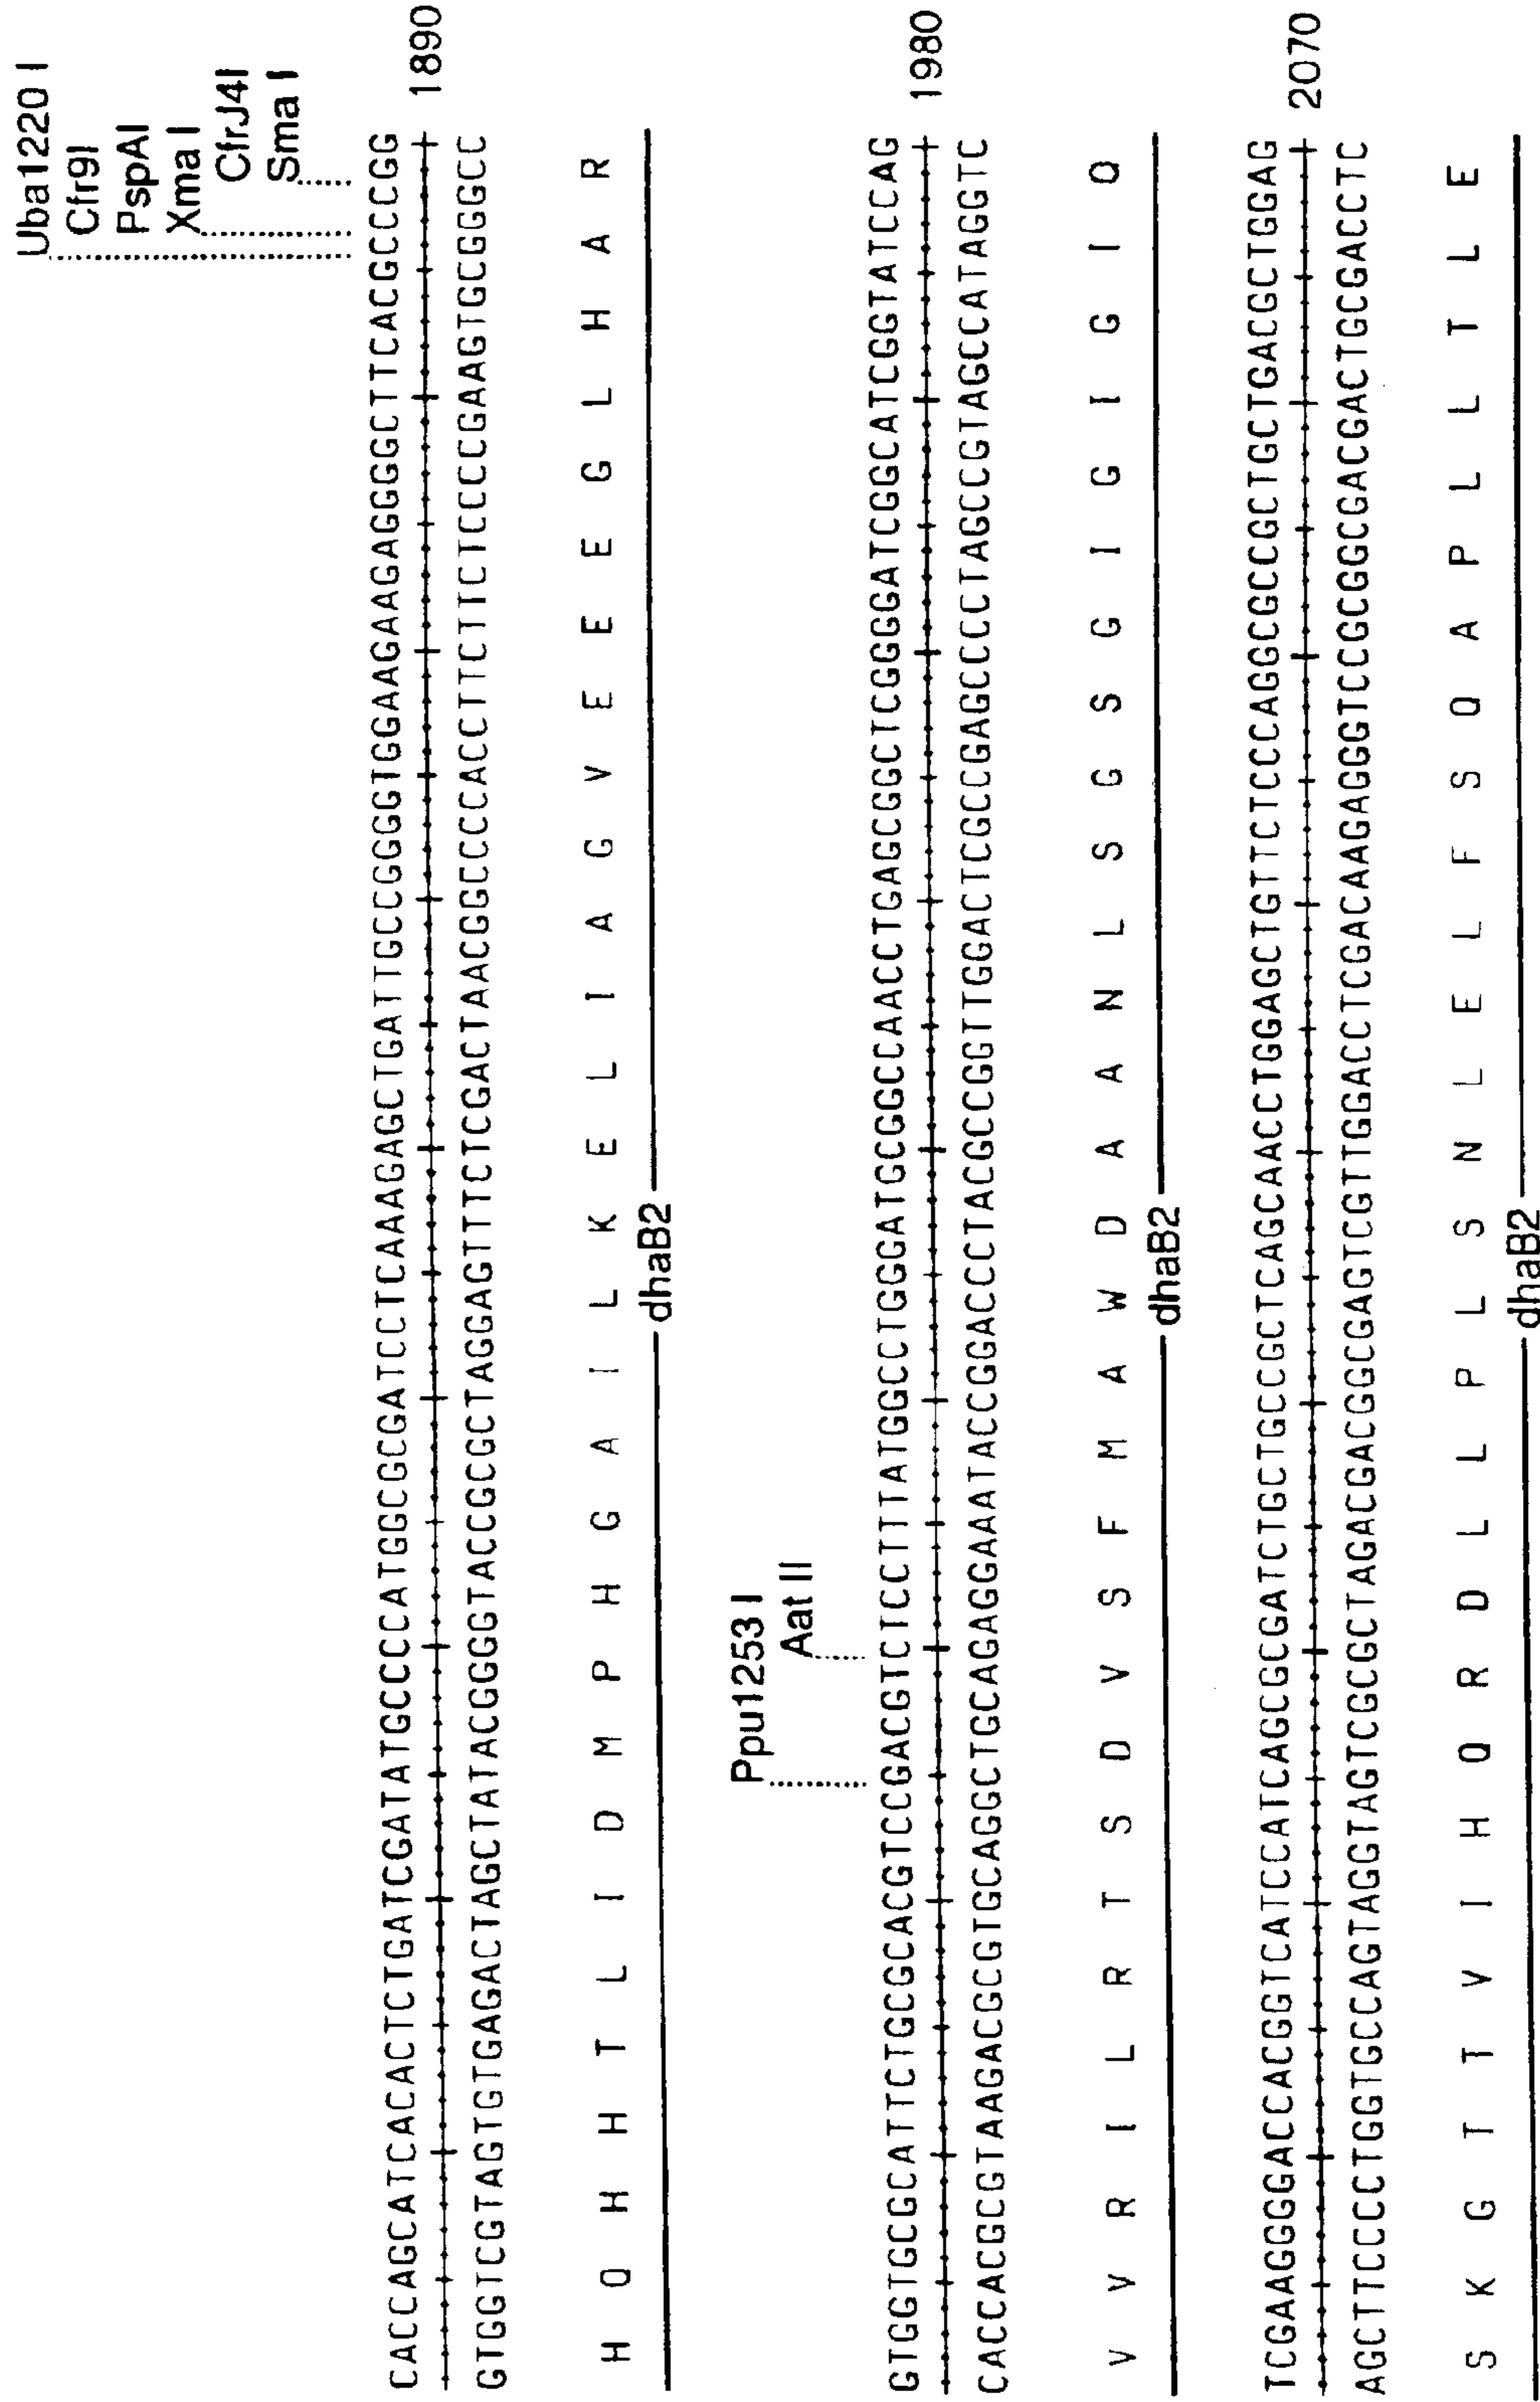 Uba1220 I
Cfr9I
PspAI
Xma I
CfrJ4I
Sma I
CACCAGCATCACACTCTGATCGATATGCCCCATGGCGCGATCCTCAAAGAGCTGATTGCCGGGGTGGAAGAAGAGGGGCTTCACGCCCGG
1890
GTGGTCGTAGTGTGAGACTAGCTATACGGGGTACCGCGCTAGGAGTTTCTCGACTAACGGCCCCACCTTCTTCTCCCCGAAGTGCGGGCC
H Q H H T L I D M P H G A I L K E L I A G V E E E G L H A R
dhaB2
Ppu1253 I
Aat II
GTGGTGCGCATTCTGCGCACGTCCGACGTCTCCTTTATGGCCTGGGATGCGGCCAACCTGAGCGGCTCGGGGATCGGCATCGGTATCCAG
1980
CACCACGCGTAAGACGCGTGCAGGCTGCAGAGGAAATACCGGACCCTACGCCGGTTGGACTCGCCGAGCCCCTAGCCGTAGCCATAGGTC
V V R I L R T S D V S F M A W D A A N L S G S G I G I G I Q
dhaB2
TCGAAGGGGACCACGGTCATCCATCAGCGCGATCTGCTGCCGCTCAGCAACCTGGAGCTGTTCTCCCAGGCGCCGCTGCTGACGCTGGAG
2070
AGCTTCCCCTGGTGCCAGTAGGTAGTCGCGCTAGACGACGGCGAGTCGTTGGACCTCGACAAGAGGGTCCGCGGCGACGACTGCGACCTC
S K G T T V I H Q R D L L P L S N L E L F S Q A P L L T L E
dhaB2